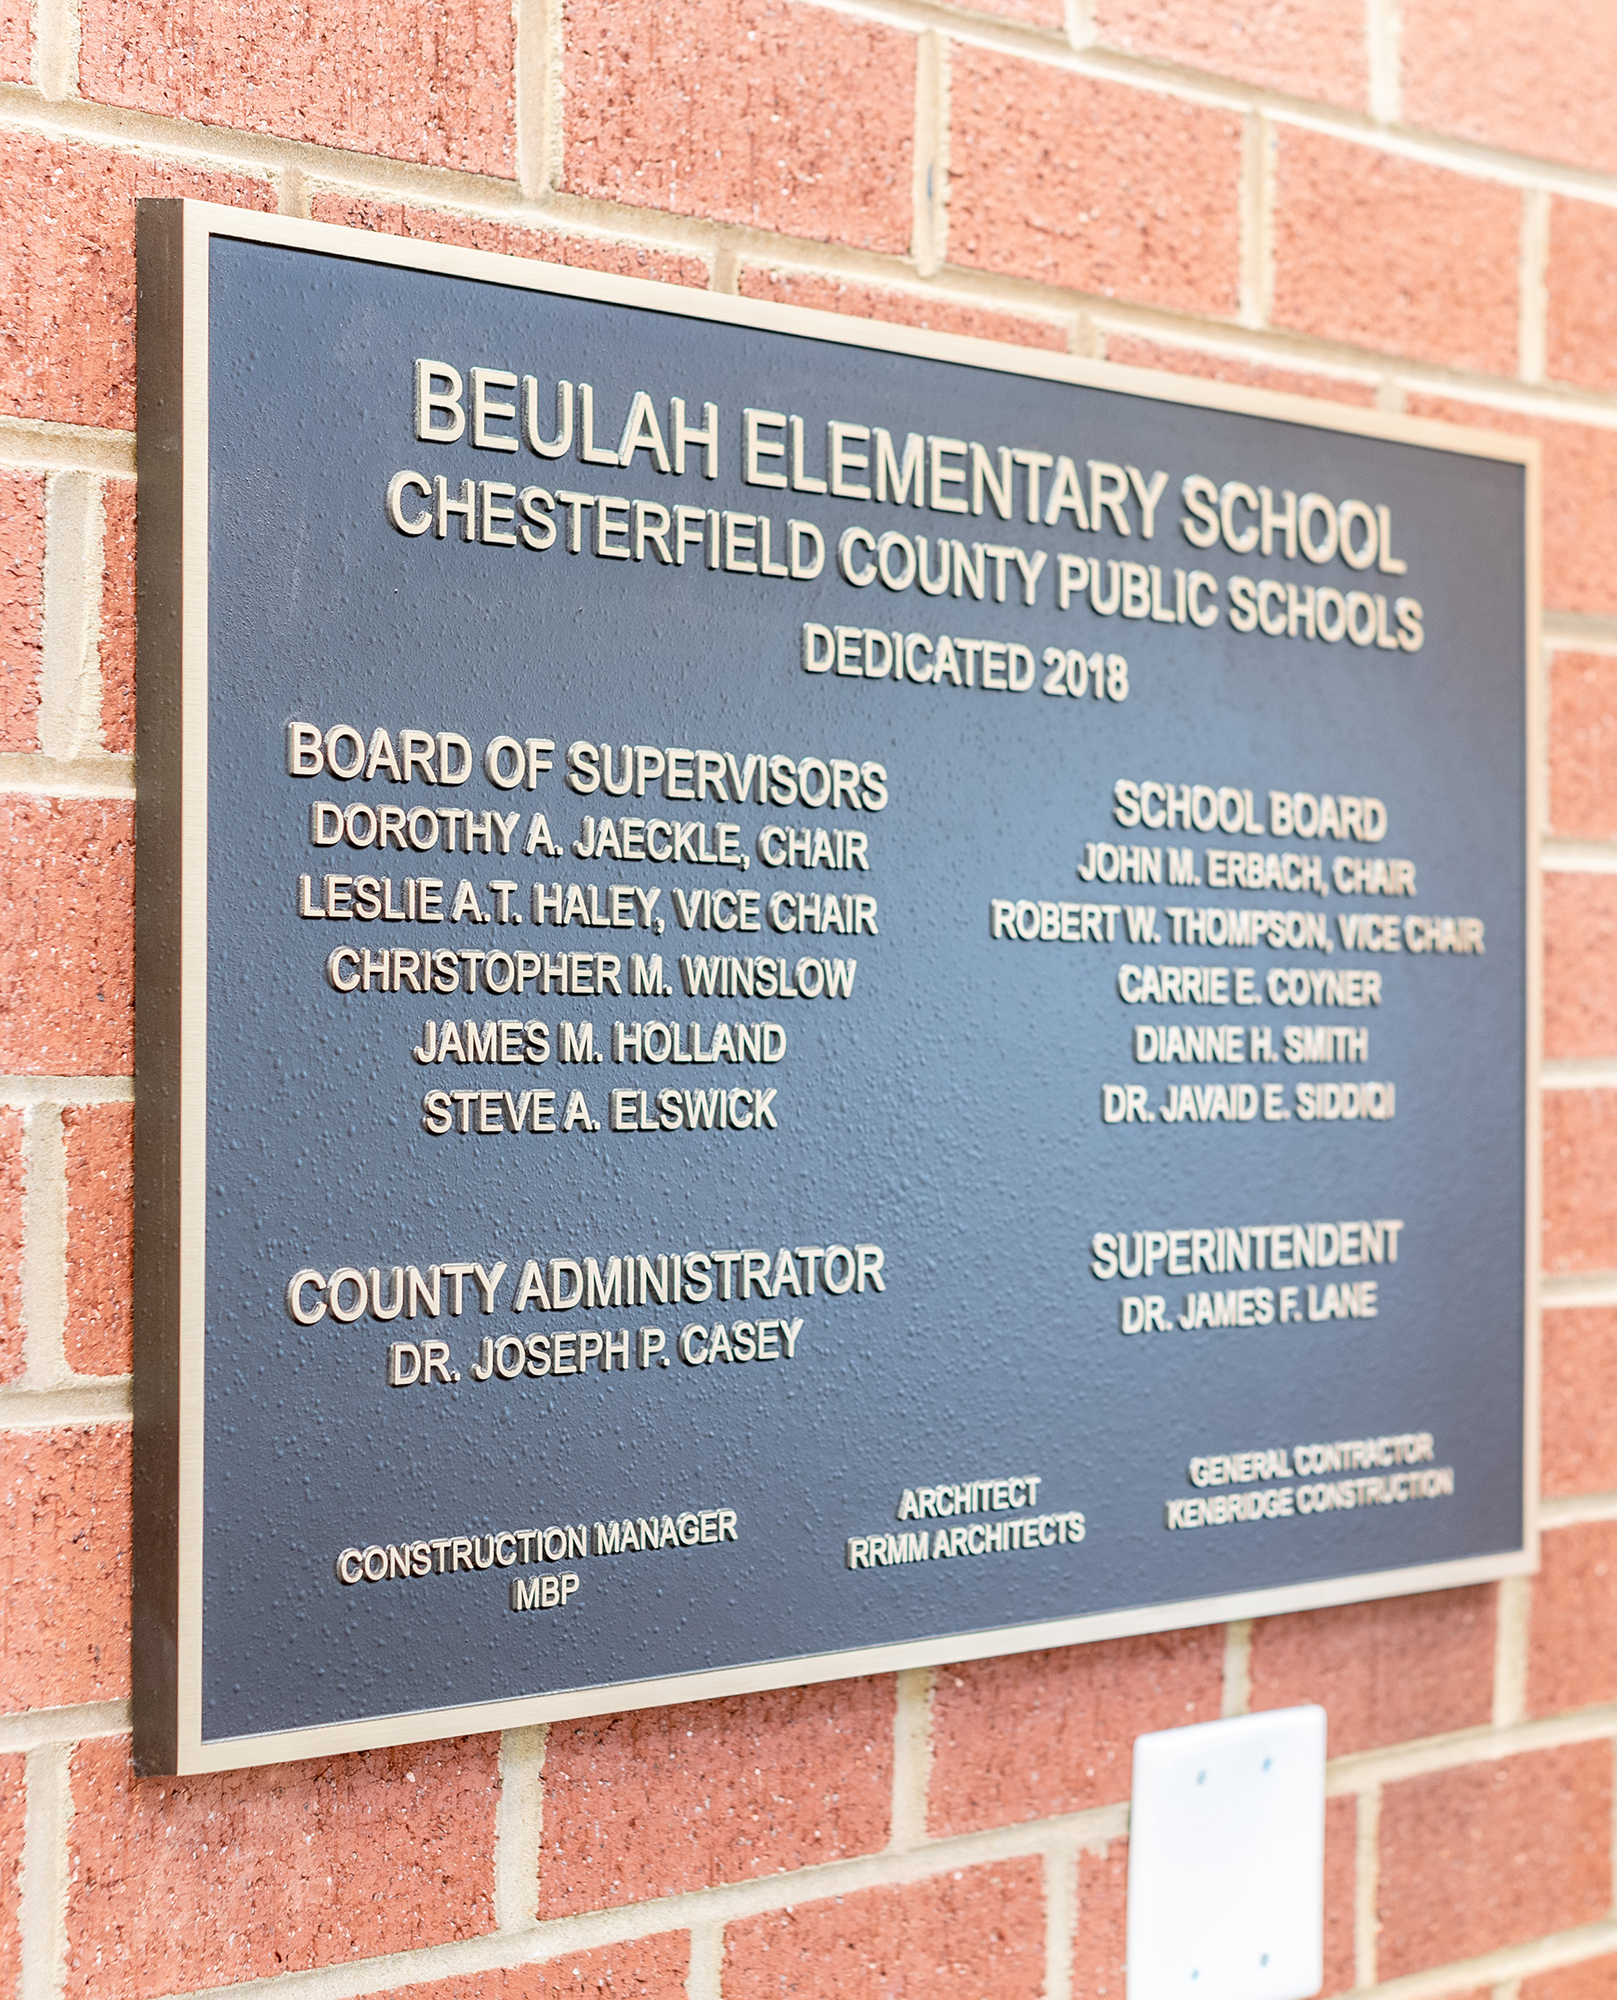 BEULAH ELEMENTARY SCHOOL
CHESTERFIELD COUNTY PUBLIC SCHOOLS
DEDICATED 2018
BOARD OF SUPERVISORS
DOROTHY A. JAECKLE, CHAIR
LESLIE A.T. HALEY, VICE CHAIR
CHRISTOPHER M. WINSLOW
JAMES M. HOLLAND
STEVE A. ELSWICK
SCHOOL BOARD
JOHN M. ERBACH, CHAIR
ROBERT W. THOMPSON, VICE CHAIR
CARRIE E. COYNER
DIANNE H. SMITH
DR. JAVAID E. SIDDIQI
COUNTY ADMINISTRATOR
DR. JOSEPH P. CASEY
SUPERINTENDENT
DR. JAMES F. LANE
CONSTRUCTION MANAGER
MBP
ARCHITECT
RRMM ARCHITECTS
GENERAL CONTRACTOR
KENBRIDGE CONSTRUCTION